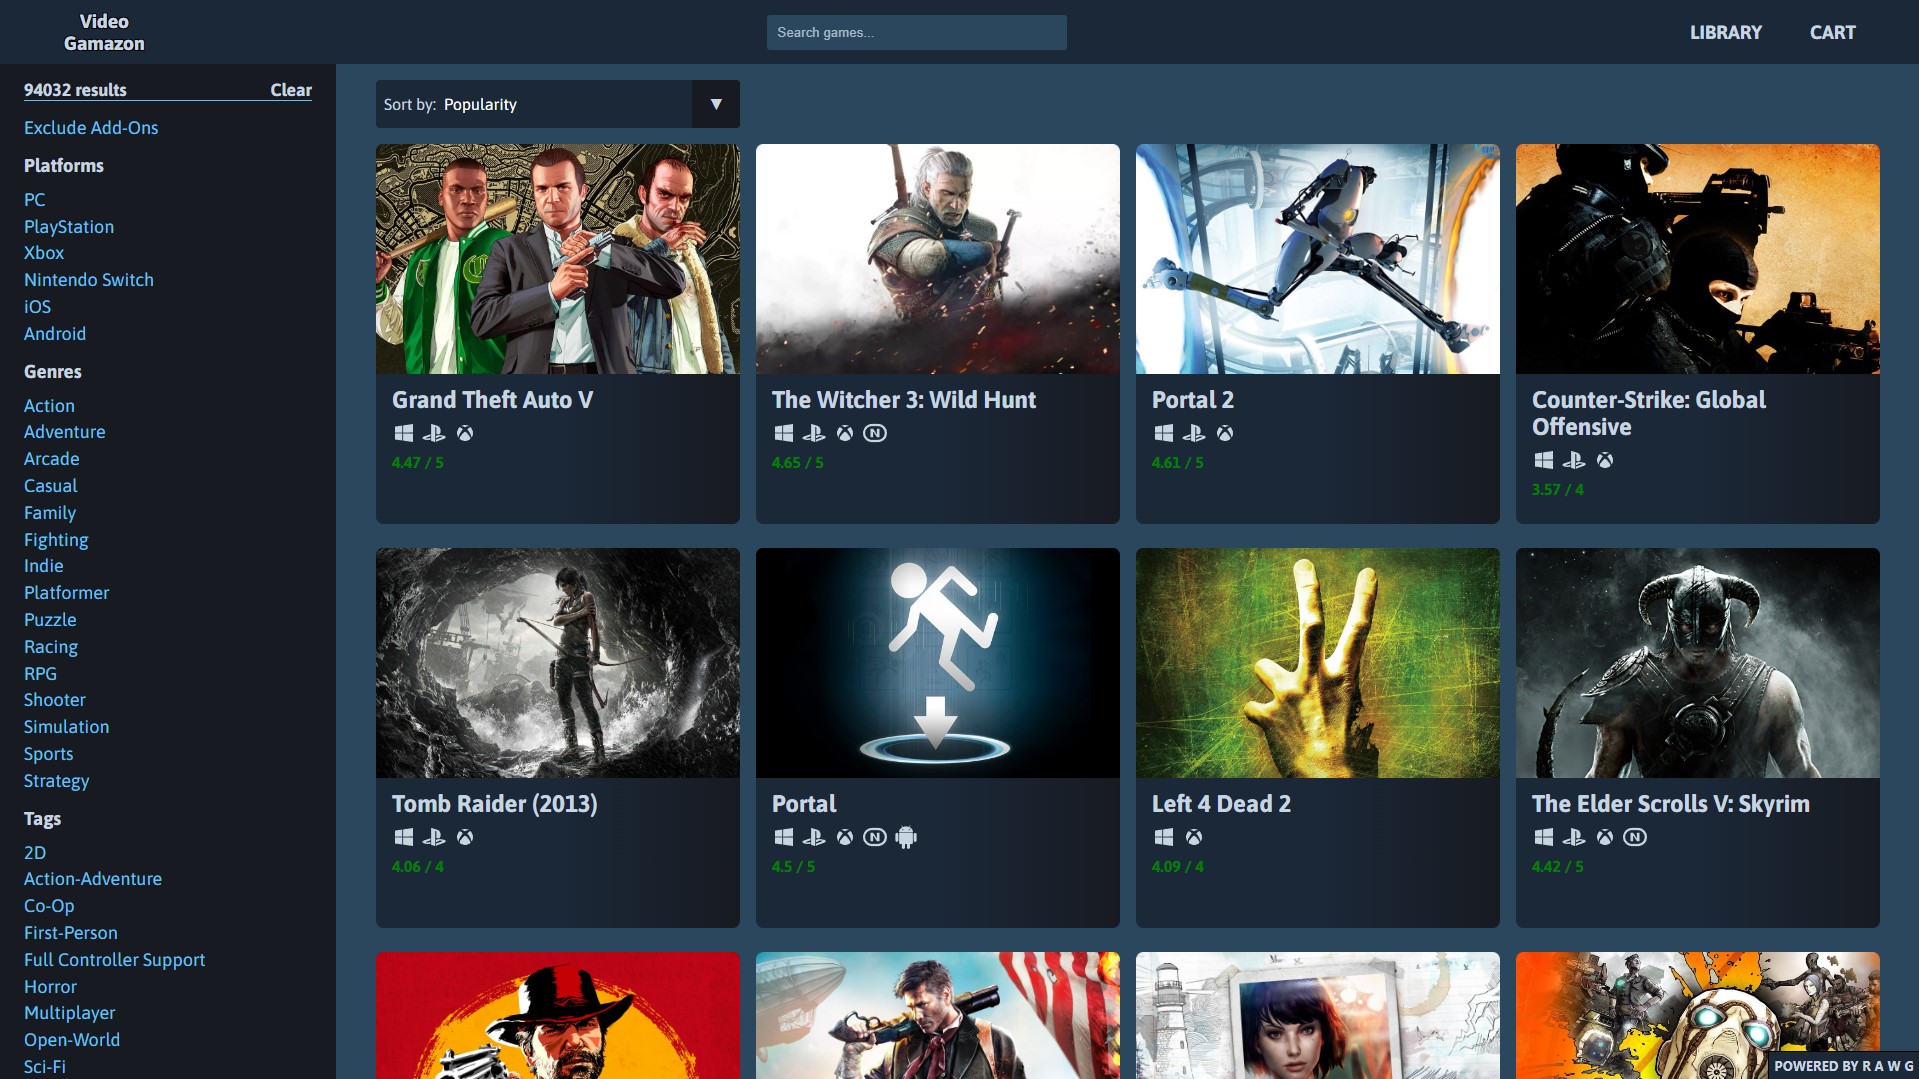 Video
Gamazon
Search games...
LIBRARY
CART
94032 results
Clear
Exclude Add-Ons
Platforms
PC
PlayStation
Xbox
Nintendo Switch
iOS
Android
Genres
Action
Adventure
Arcade
Casual
Family
Fighting
Indie
Platformer
Puzzle
Racing
RPG
Shooter
Simulation
Sports
Strategy
Tags
2D
Action-Adventure
Co-Op
First-Person
Full Controller Support
Horror
Multiplayer
Open-World
Sci-Fi
Sort by: Popularity
▼
Grand Theft Auto V
4.47 / 5
The Witcher 3: Wild Hunt
4.65 / 5
Portal 2
4.61 / 5
Counter-Strike: Global
Offensive
3.57 / 4
Tomb Raider (2013)
4.06 / 4
Portal
4.5 / 5
Left 4 Dead 2
4.09 / 4
The Elder Scrolls V: Skyrim
4.42 / 5
POWERED BY R A W G